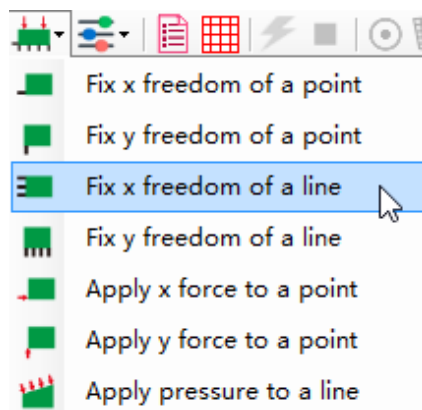 Fix x freedom of a point
Fix y freedom of a point
Fix x freedom of a line
Fix y freedom of a line
Apply x force to a point
Apply y force to a point
Apply pressure to a line